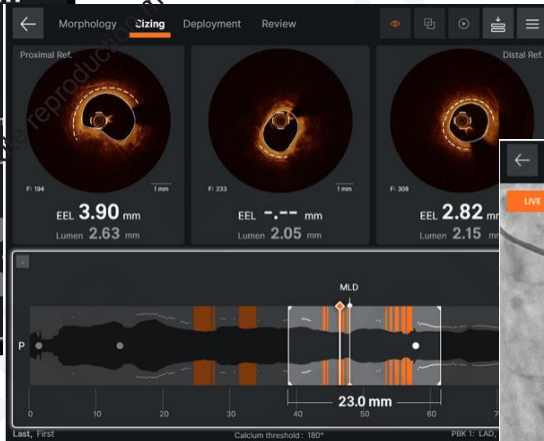 Morphology Sizing Deployment Review
Proximal Ref.
Distal Ref.
F: 194
1 mm
F: 233
1 mm
F: 308
EEL 3.90 mm
Lumen 2.63 mm
EEL -.-- mm
Lumen 2.05 mm
EEL 2.82 mm
Lumen 2.15
LIVE
MLD
P
23.0 mm
0 10 20 30 40 50 60
Last, First
Calcium threshold: 180°
PBK 1: LAD,
reproduction